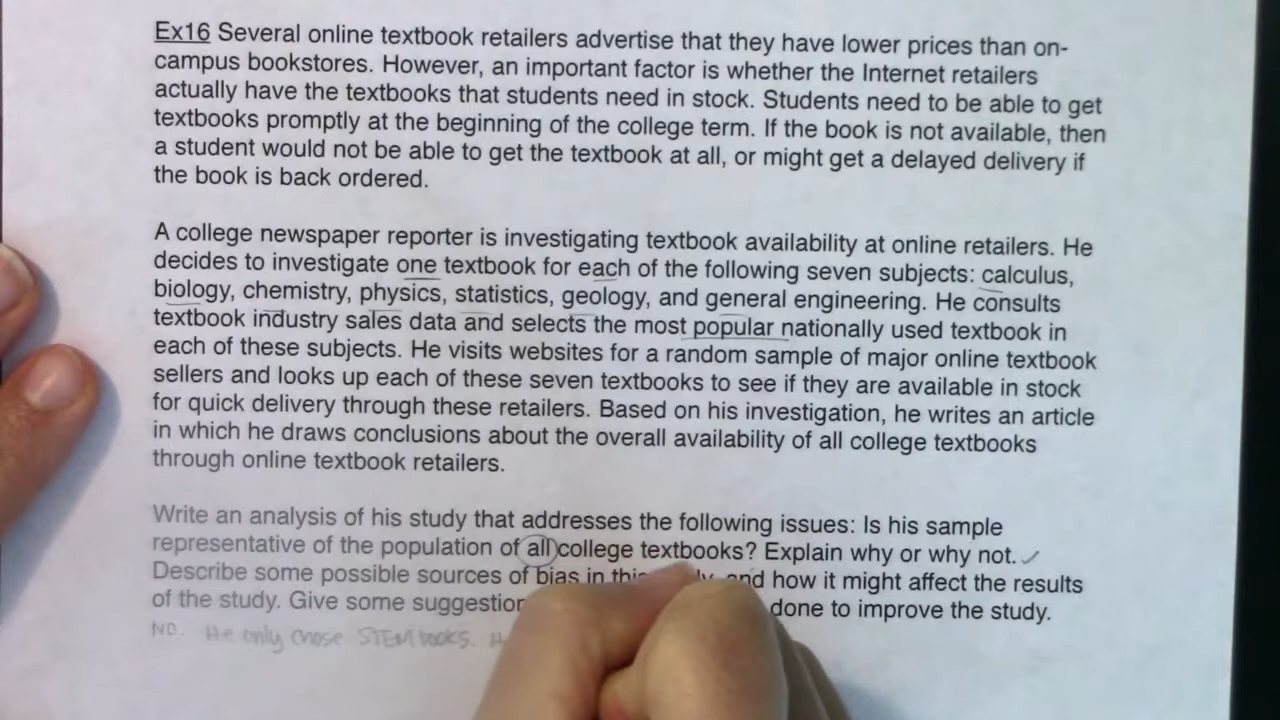 Ex16 Several online textbook retailers advertise that they have lower prices than on-
campus bookstores. However, an important factor is whether the Internet retailers
actually have the textbooks that students need in stock. Students need to be able to get
textbooks promptly at the beginning of the college term. If the book is not available, then
a student would not be able to get the textbook at all, or might get a delayed delivery if
the book is back ordered.
A college newspaper reporter is investigating textbook availability at online retailers. He
decides to investigate one textbook for each of the following seven subjects: calculus,
biology, chemistry, physics, statistics, geology, and general engineering. He consults
textbook industry sales data and selects the most popular nationally used textbook in
each of these subjects. He visits websites for a random sample of major online textbook
sellers and looks up each of these seven textbooks to see if they are available in stock
for quick delivery through these retailers. Based on his investigation, he writes an article
in which he draws conclusions about the overall availability of all college textbooks
through online textbook retailers.
Write an analysis of his study that addresses the following issues: Is his sample
representative of the population of all college textbooks? Explain why or why not.
Describe some possible sources of bias in and how it might affect the results
of the study. Give some done to improve the study.
NO. He only chose STEM books.